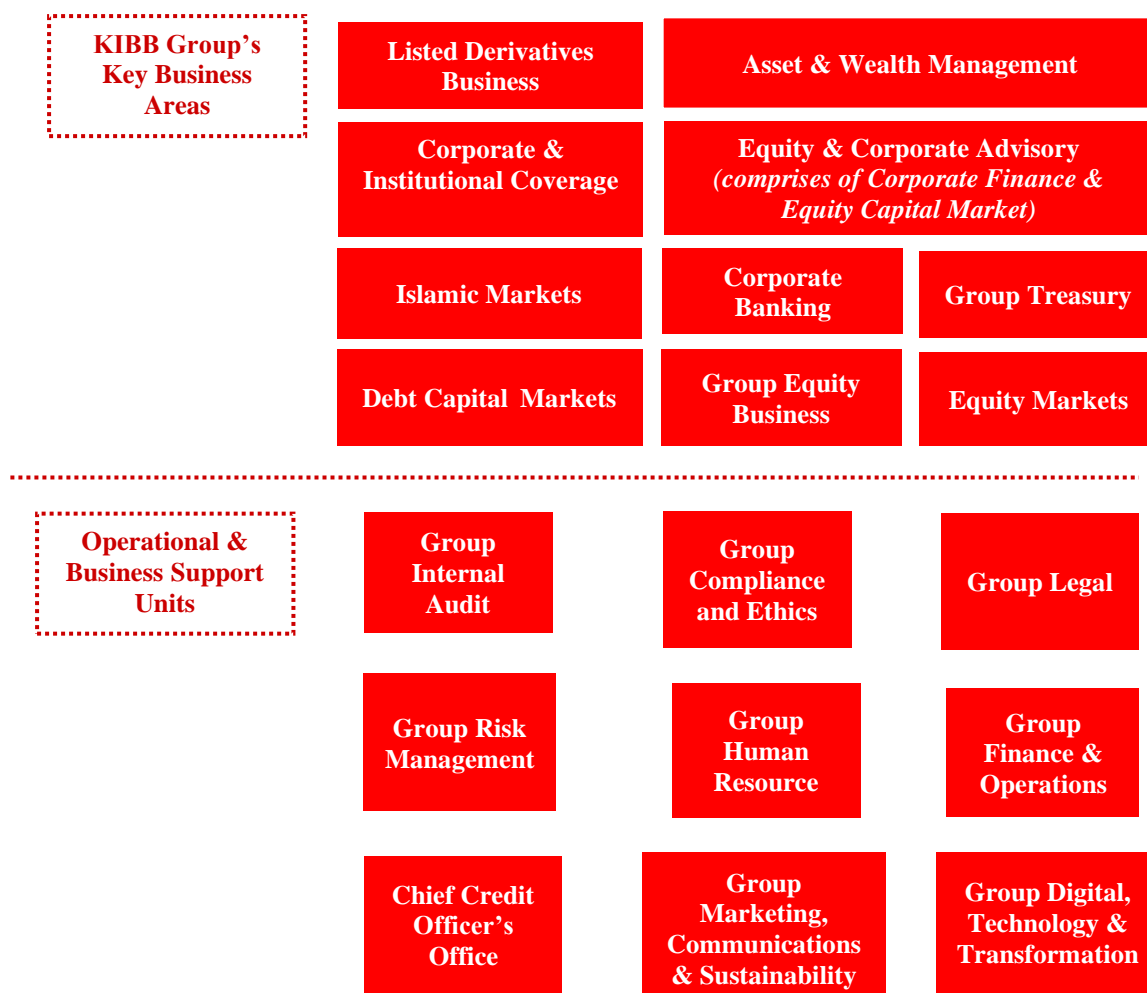 KIBB Group’s
Key Business
Areas
Listed Derivatives
Business
Asset & Wealth Management
Corporate &
Institutional Coverage
Equity & Corporate Advisory
(comprises of Corporate Finance &
Equity Capital Market)
Islamic Markets
Corporate
Banking
Group Treasury
Debt Capital Markets
Group Equity
Business
Equity Markets
Operational &
Business Support
Units
Group
Internal
Audit
Group
Compliance
and Ethics
Group Legal
Group Risk
Management
Group
Human
Resource
Group
Finance &
Operations
Chief Credit
Officer’s
Office
Group
Marketing,
Communications
& Sustainability
Group Digital,
Technology &
Transformation